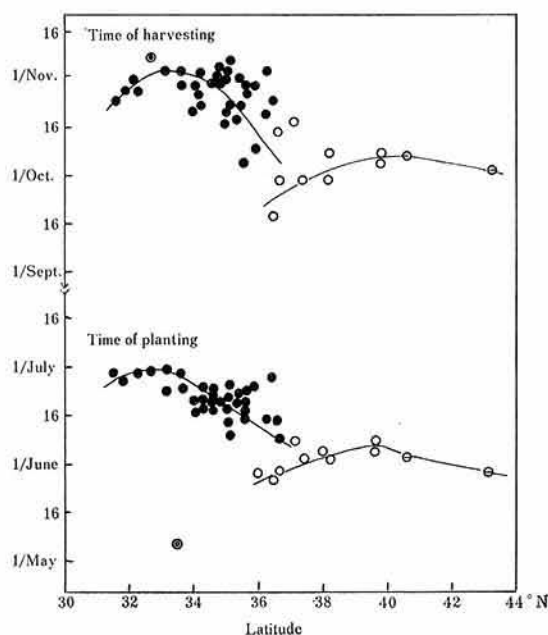 16
Time of harvesting
1/Nov.
16
1/Oct.
16
1/Sept.
16
Time of planting
1/July
16
1/June
16
1/May
30 32 34 36 38 40 42 44°N
Latitude